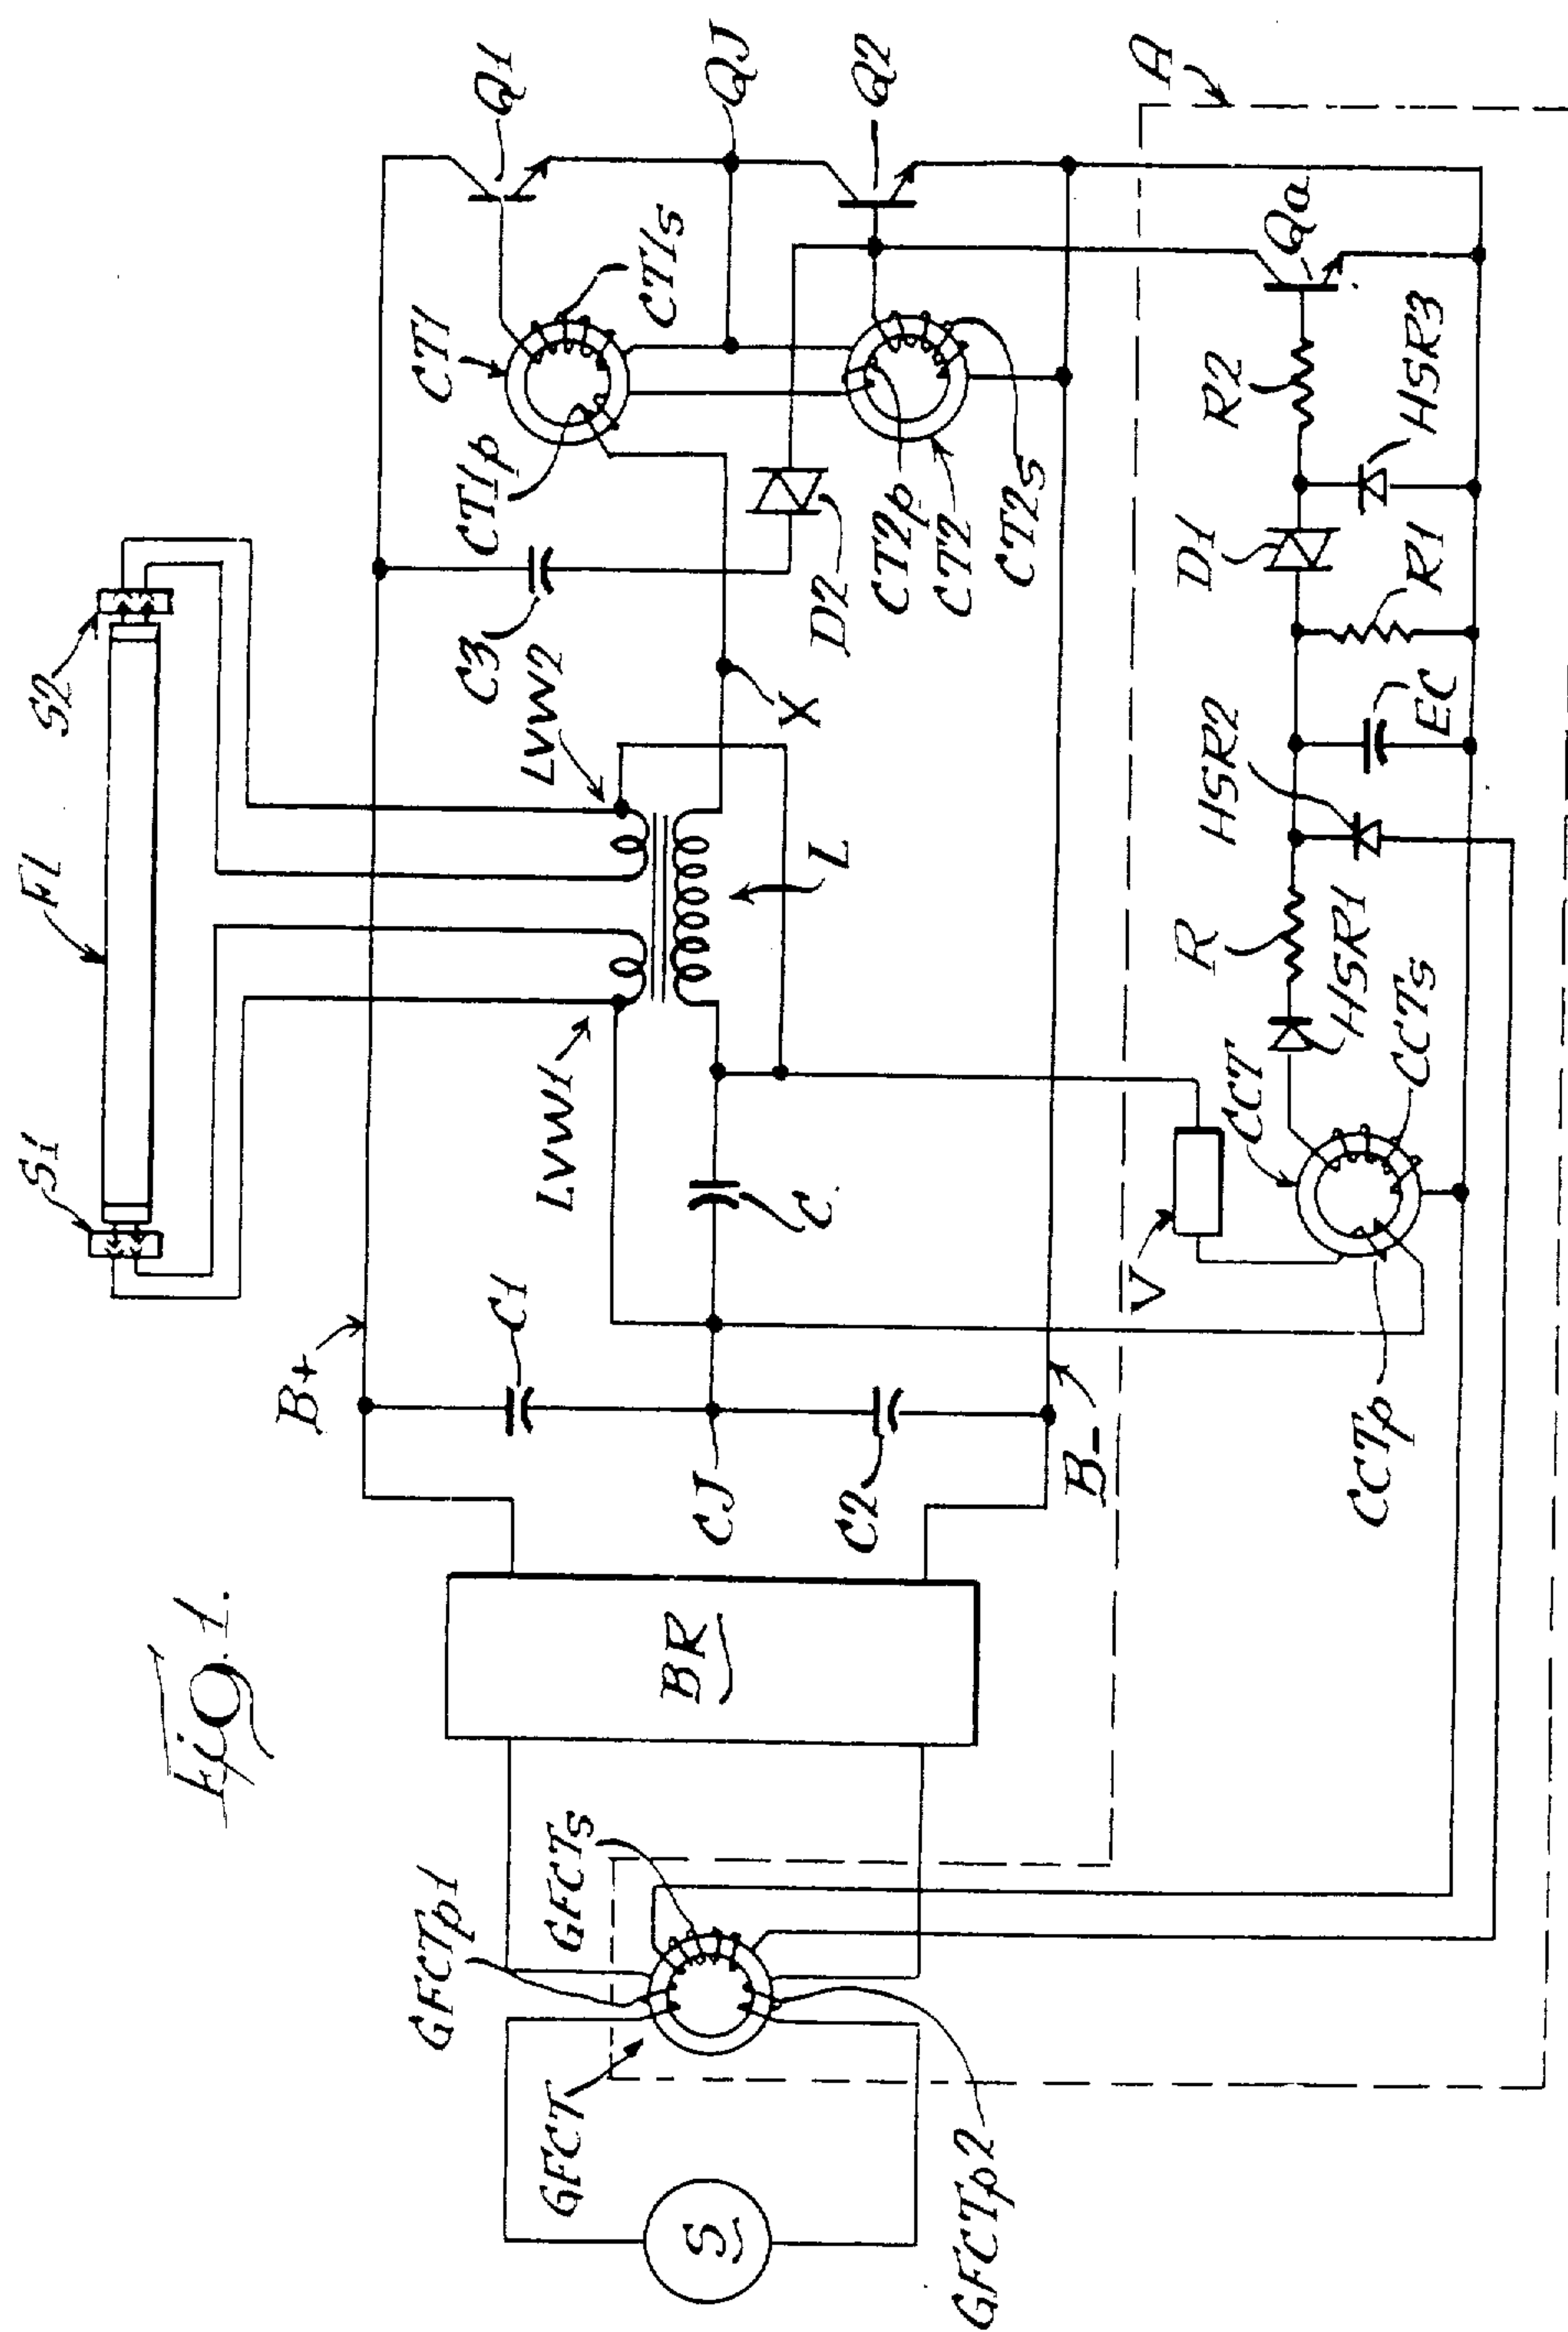 Fig. 1.
S1
FL
S2
B+
C1
CJ
C2
B-
BR
S
GFCT
GFCTp1
GFCTs
GFCTp2
LVW1
LVW2
L
C
C3
X
D2
CT1
CT1p
CT1s
CT2p
CT2
CT2s
Q1
QJ
Q2
A
V
CCT
CCTp
CCTs
HSR1
R
HSR2
EC
R1
D1
HSR3
R2
Qa